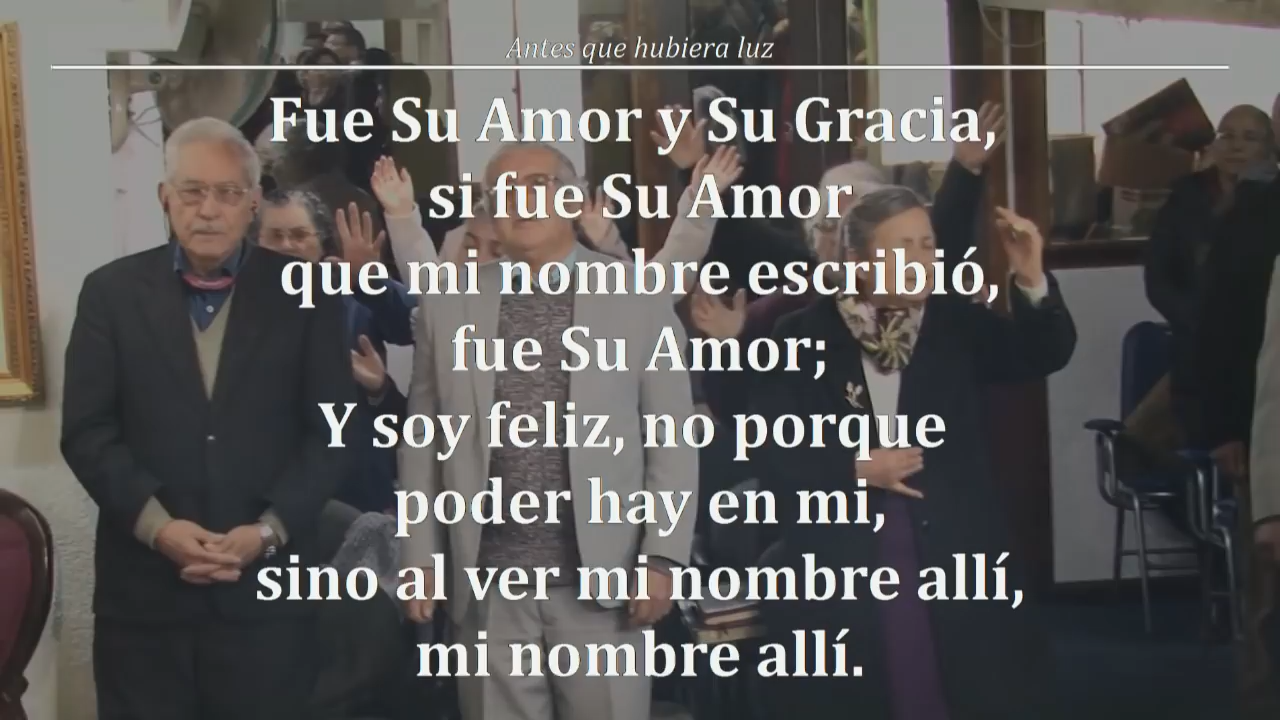 Antes que hubiera luz
Fue Su Amor y Su Gracia,
si fue Su Amor
que mi nombre escribió,
fue Su Amor;
Y soy feliz, no porque
poder hay en mi,
sino al ver mi nombre allí,
mi nombre allí.